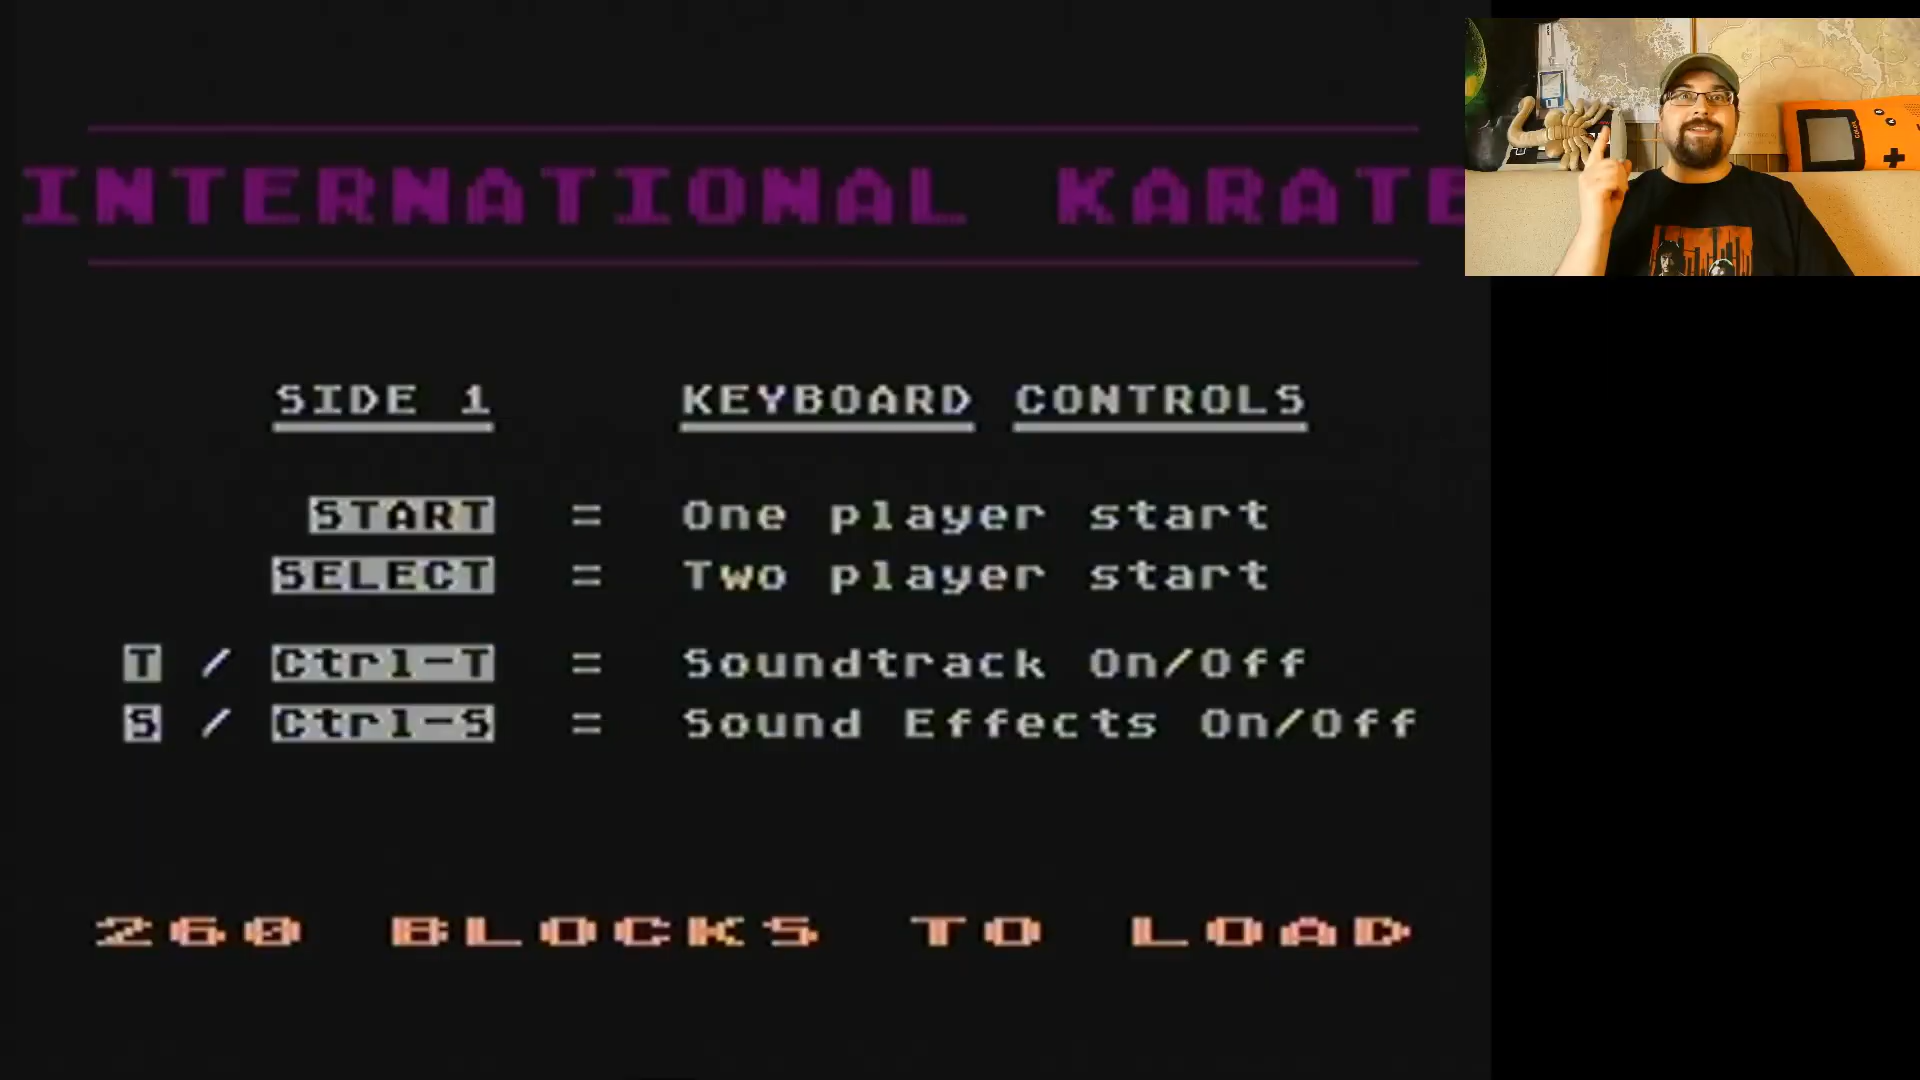 INTERNATIONAL KARATE
SIDE 1 KEYBOARD CONTROLS
START = One player start
SELECT = Two player start
T / Ctrl-T = Soundtrack On/Off
S / Ctrl-S = Sound Effects On/Off
260 BLOCKS TO LOAD
COLOR